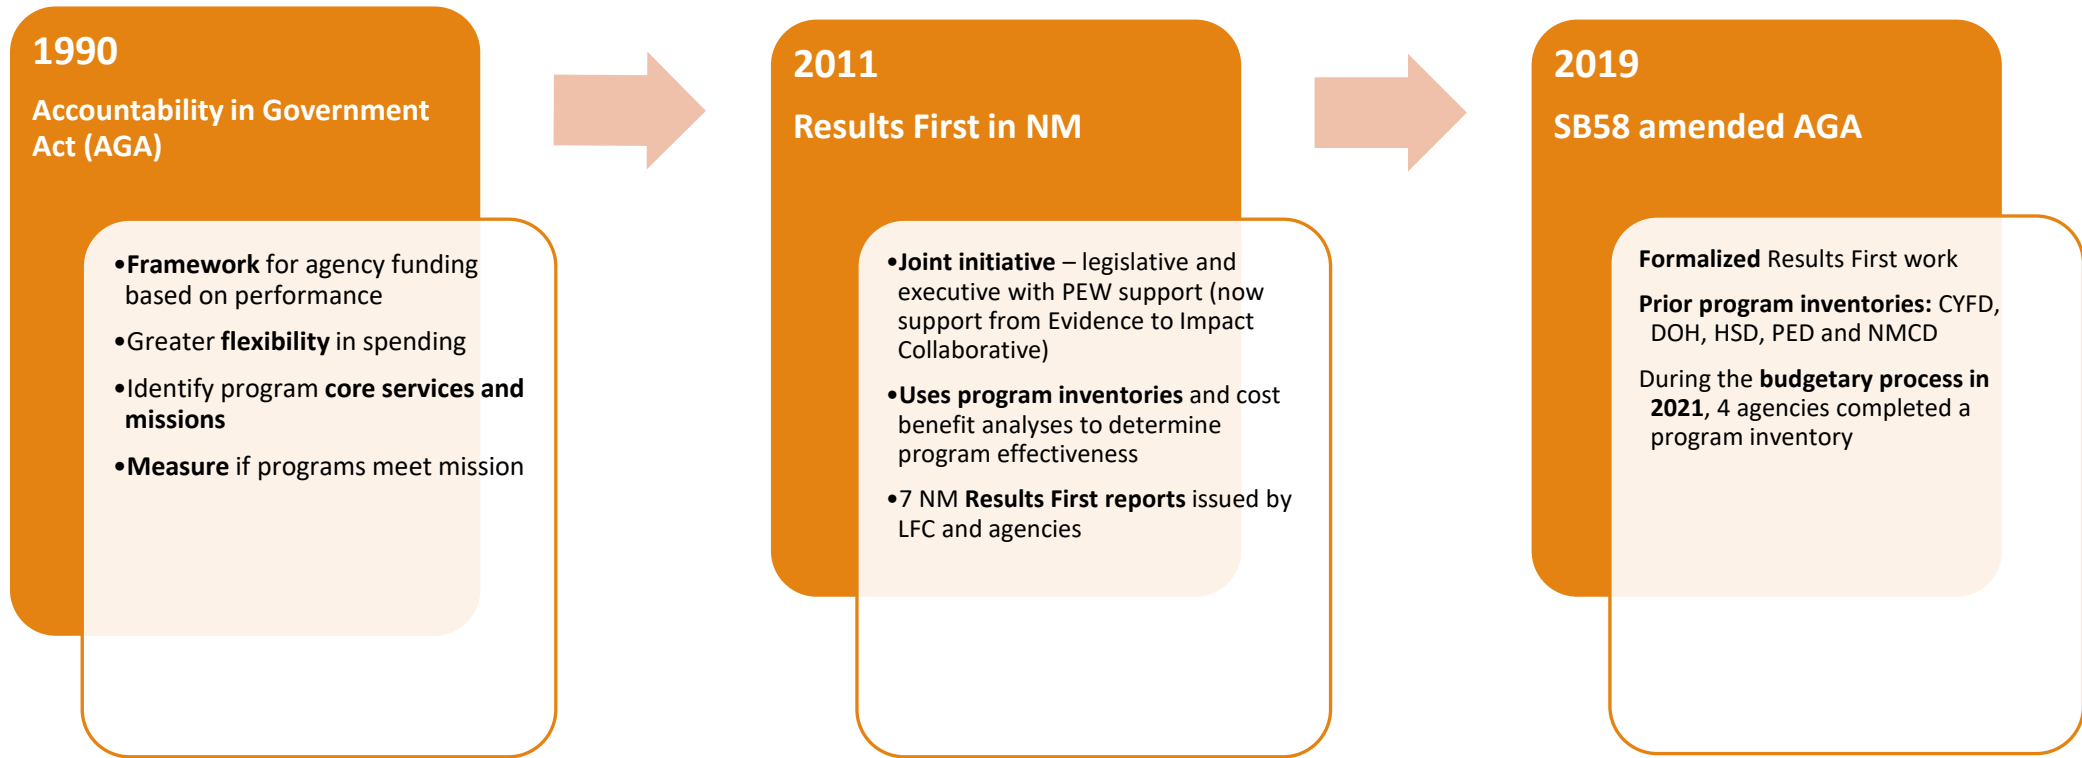 1990
Accountability in Government
Act (AGA)
•Framework for agency funding
based on performance
•Greater flexibility in spending
•Identify program core services and
missions
•Measure if programs meet mission
2011
Results First in NM
•Joint initiative – legislative and
executive with PEW support (now
support from Evidence to Impact
Collaborative)
•Uses program inventories and cost
benefit analyses to determine
program effectiveness
•7 NM Results First reports issued by
LFC and agencies
2019
SB58 amended AGA
Formalized Results First work
Prior program inventories: CYFD,
DOH, HSD, PED and NMCD
During the budgetary process in
2021, 4 agencies completed a
program inventory